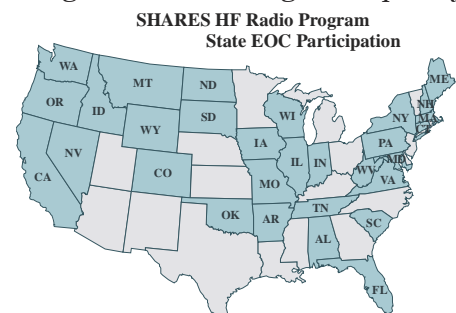 SHARES HF Radio Program
State EOC Participation
WA
MT
ND
ME
OR
ID
SD
WI
NH
NY
MA
WY
NV
IA
PA
IL
IN
MD
CA
CO
MO
WV
VA
OK
AR
TN
SC
AL
FL